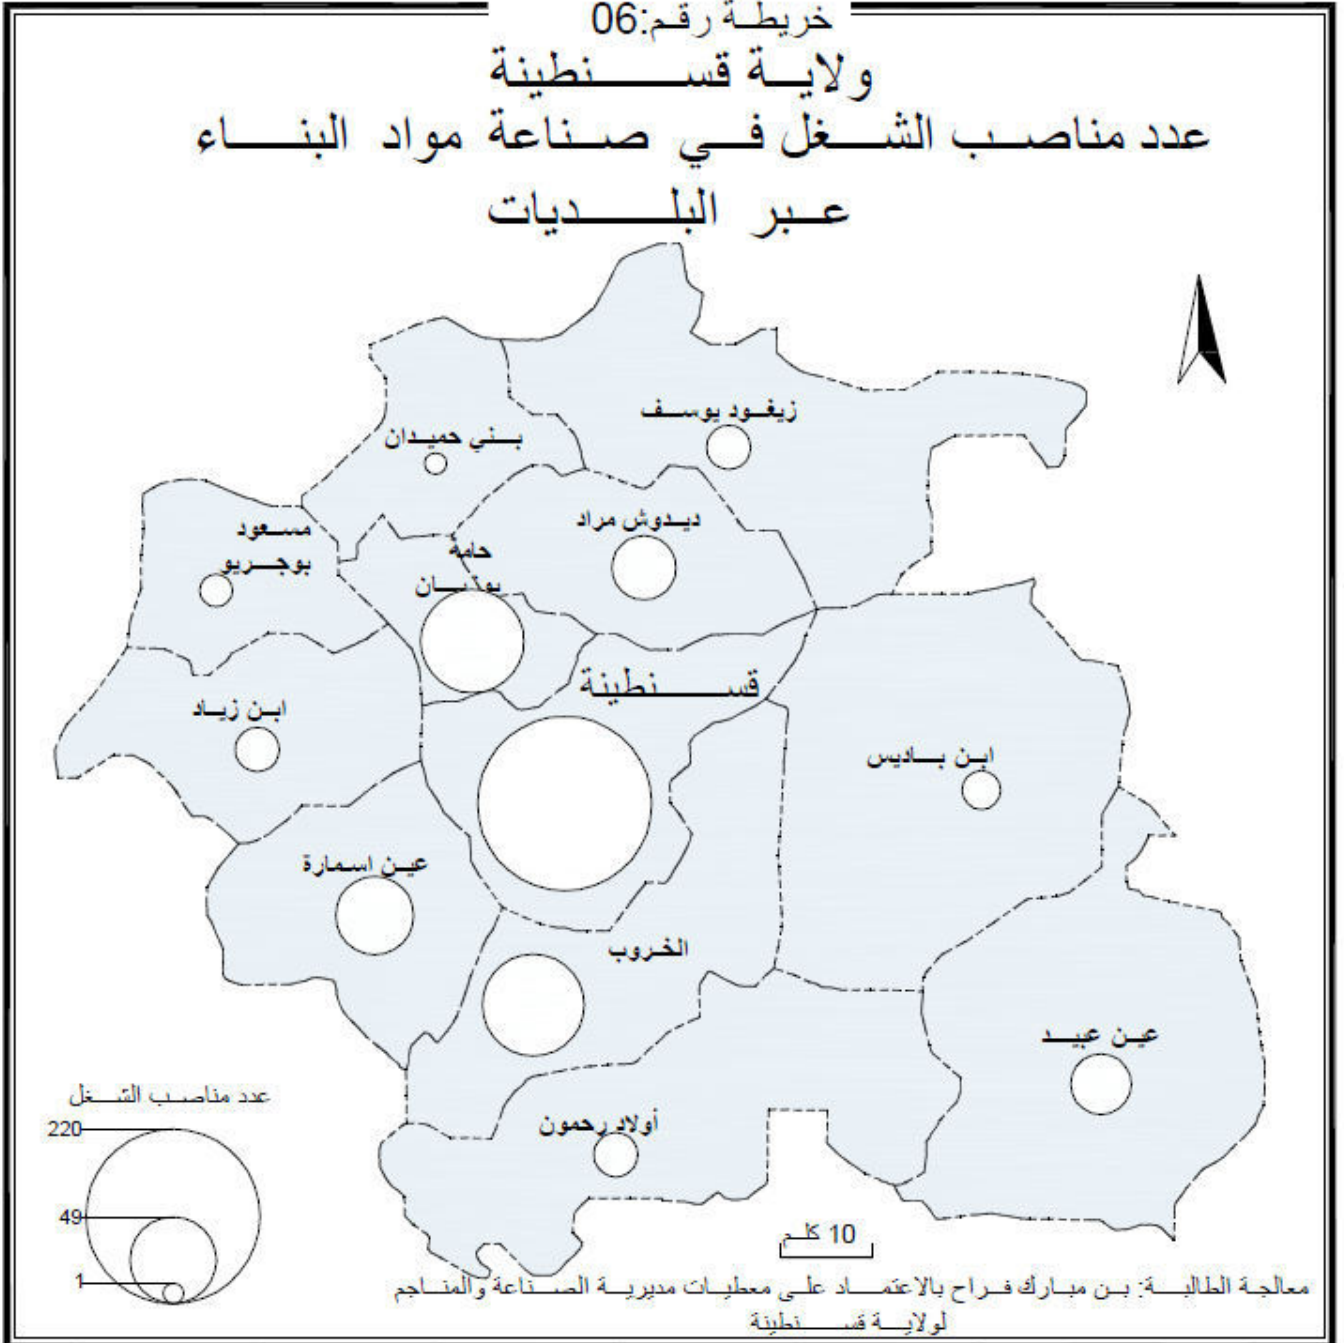 خريطة رقم:06
ولاية قسنطينة
عدد مناصب الشغل في صناعة مواد البناء
عبر البلديات
زيغود يوسف
بني حميدان
ديدوش مراد
مسعود
بوجريو
حامة
بوزيان
قسنطينة
ابن زياد
ابن باديس
عين اسمارة
الخروب
عين عبيد
أولاد رحمون
عدد مناصب الشغل
220
49
1
10 كلم
معالجة الطالبة: بن مبارك فراح بالاعتماد على معطيات مديرية الصناعة والمناجم
لولاية قسنطينة